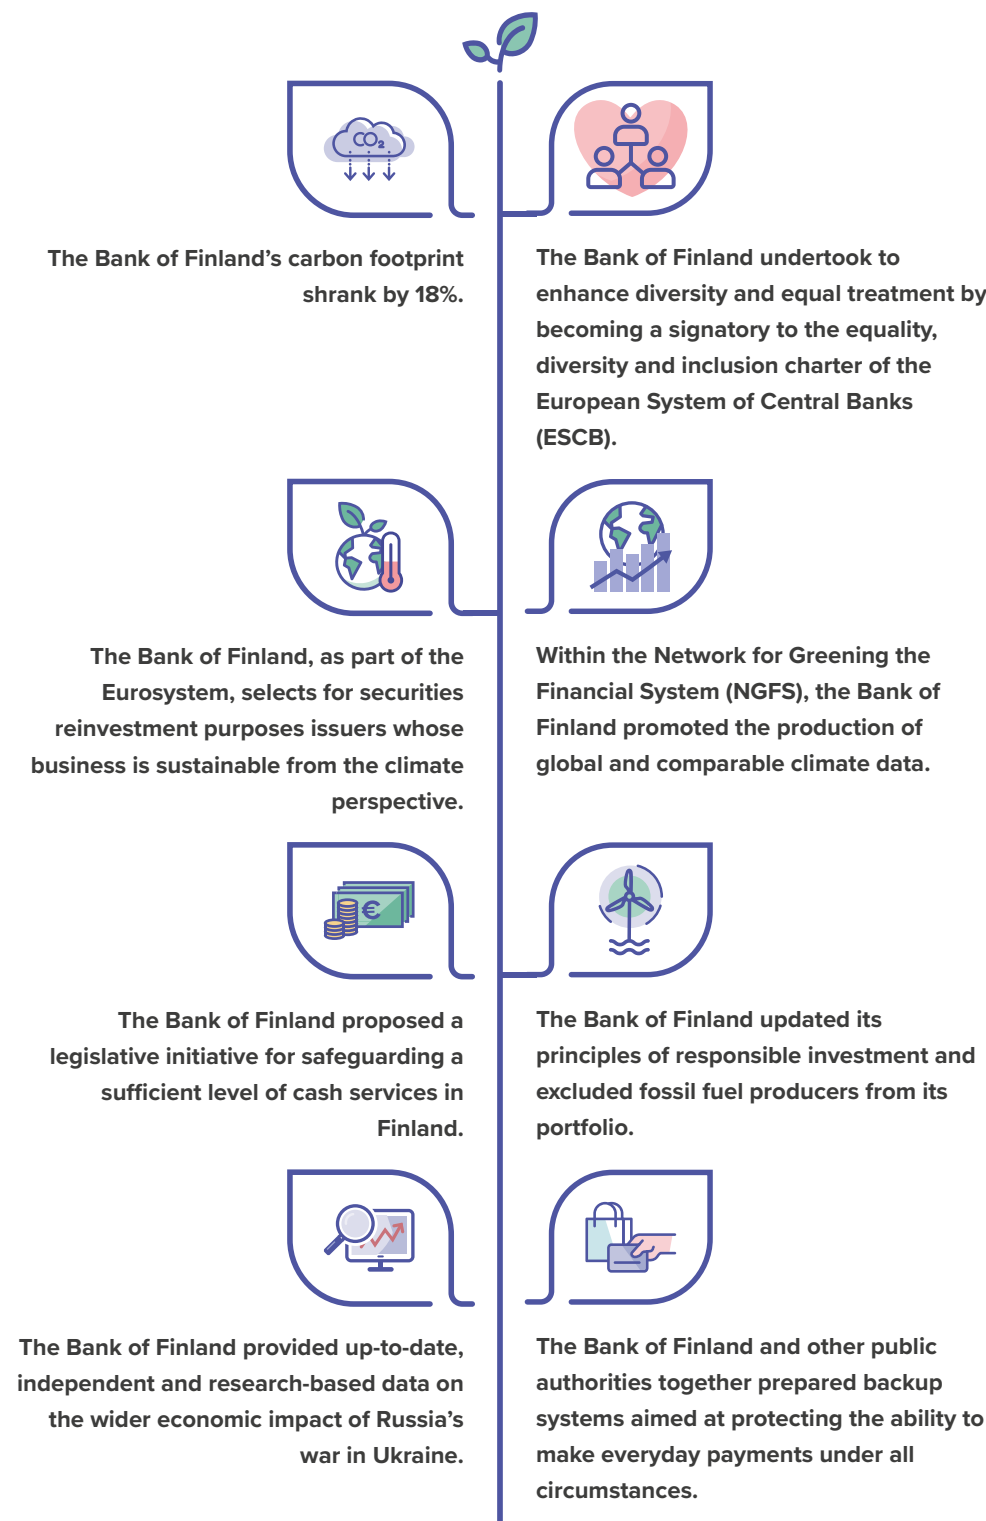 CO2
The Bank of Finland’s carbon footprint
shrank by 18%.
The Bank of Finland undertook to
enhance diversity and equal treatment by
becoming a signatory to the equality,
diversity and inclusion charter of the
European System of Central Banks
(ESCB).
The Bank of Finland, as part of the
Eurosystem, selects for securities
reinvestment purposes issuers whose
business is sustainable from the climate
perspective.
Within the Network for Greening the
Financial System (NGFS), the Bank of
Finland promoted the production of
global and comparable climate data.
€
The Bank of Finland proposed a
legislative initiative for safeguarding a
sufficient level of cash services in
Finland.
The Bank of Finland updated its
principles of responsible investment and
excluded fossil fuel producers from its
portfolio.
The Bank of Finland provided up-to-date,
independent and research-based data on
the wider economic impact of Russia’s
war in Ukraine.
The Bank of Finland and other public
authorities together prepared backup
systems aimed at protecting the ability to
make everyday payments under all
circumstances.